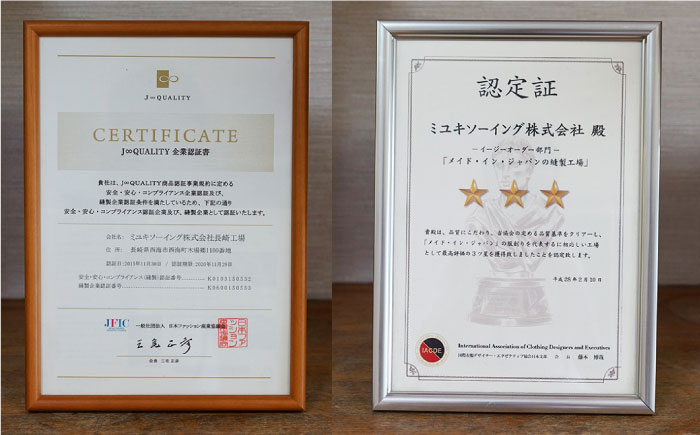 J∞QUALITY
CERTIFICATE
J∞QUALITY 企業認証書
貴社は、J∞QUALITY商品認証事業規約に定める
安全・安心・コンプライアンス企業認証及び、
縫製企業認証条件を満たしているため、下記の通り
安全・安心・コンプライアンス認証企業及び、縫製企業として認証いたします。
会社名: ミユキソーイング株式会社長崎工場
住 所: 長崎県西海市西海町木場郷1100番地
安全・安心・コンプライアンス(縫製)認証番号
縫製企業認証番号
JFIC 一般社団法人 日本ファッション産業協議会
認定証
ミユキソーイング株式会社 殿
―イージーオーダー部門―
「メイド・イン・ジャパンの縫製工場」
貴殿は、品質にこだわり、当協会の定める品質基準をクリアーし、
「メイド・イン・ジャパン」の服創りを代表するに相応しい工場
として最高評価の3つ星を獲得致しましたことを認定致します。
IACDE
International Association of Clothing Designers and Executives